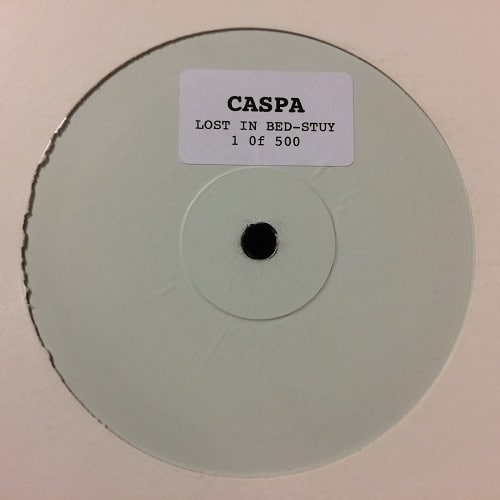 CASPA
LOST IN BED-STUY
1 Of 500